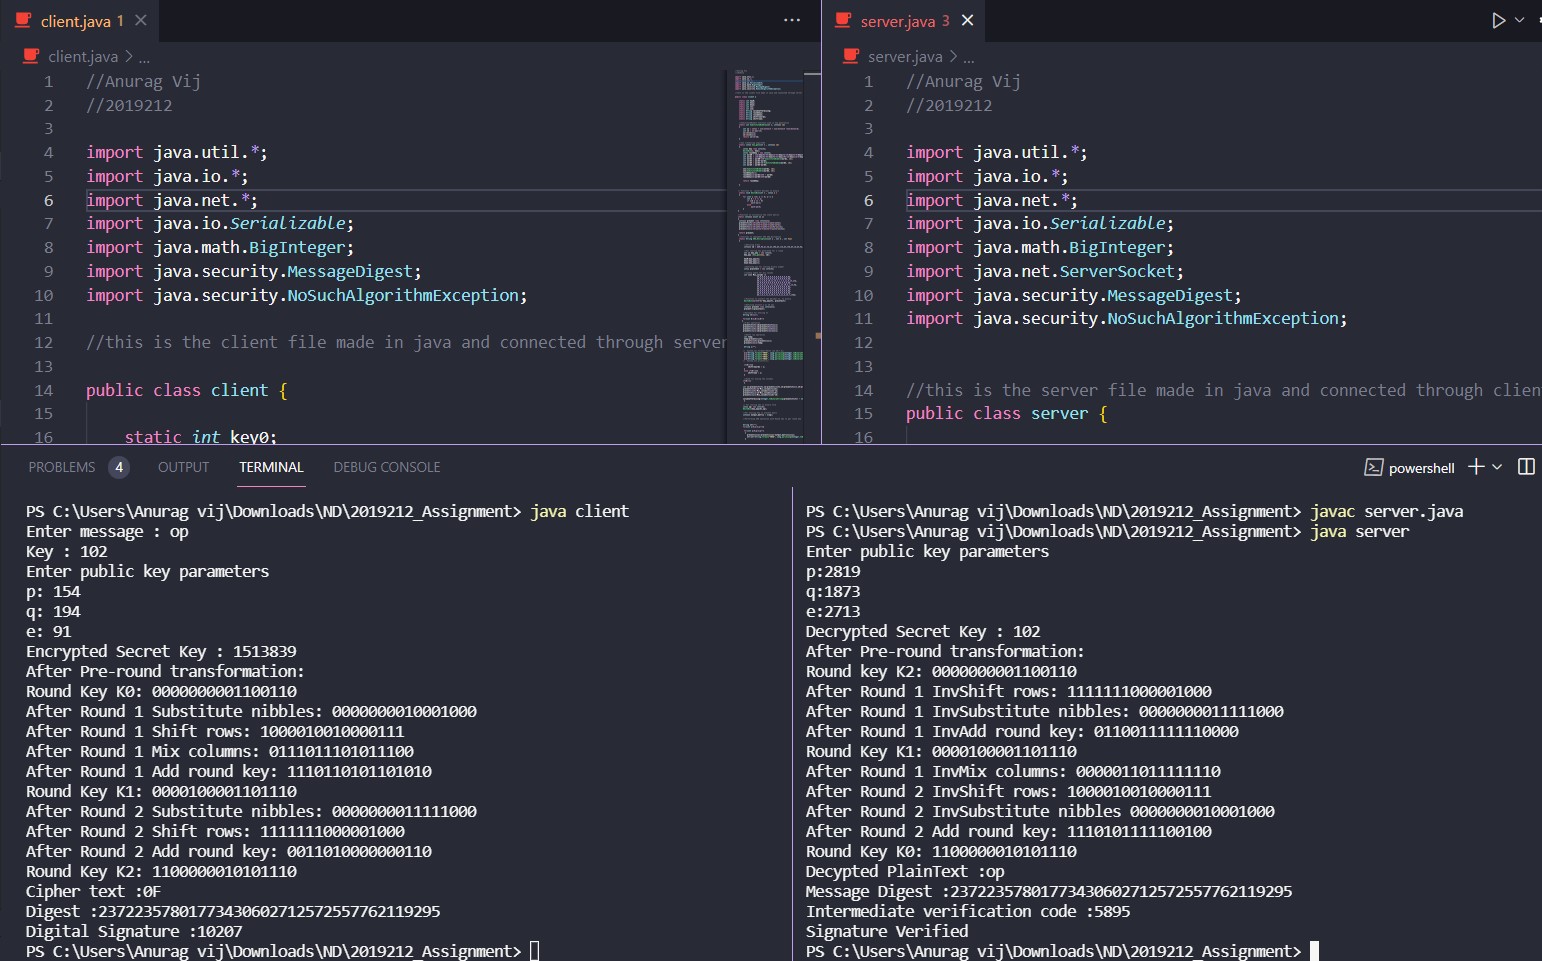 client.java 1
client.java > ...
1 //Anurag Vij
2 //2019212
3
4 import java.util.*;
5 import java.io.*;
6 import java.net.*;
7 import java.io.Serializable;
8 import java.math.BigInteger;
9 import java.security.MessageDigest;
10 import java.security.NoSuchAlgorithmException;
11
12 //this is the client file made in java and connected through server
13
14 public class client {
15
16 static int key0;
server.java 3
server.java > ...
1 //Anurag Vij
2 //2019212
3
4 import java.util.*;
5 import java.io.*;
6 import java.net.*;
7 import java.io.Serializable;
8 import java.math.BigInteger;
9 import java.net.ServerSocket;
10 import java.security.MessageDigest;
11 import java.security.NoSuchAlgorithmException;
12
13
14 //this is the server file made in java and connected through clien
15 public class server {
16
PROBLEMS 4 OUTPUT TERMINAL DEBUG CONSOLE
powershell
PS C:\Users\Anurag vij\Downloads\ND\2019212_Assignment> java client
Enter message : op
Key : 102
Enter public key parameters
p: 154
q: 194
e: 91
Encrypted Secret Key : 1513839
After Pre-round transformation:
Round Key K0: 0000000001100110
After Round 1 Substitute nibbles: 0000000010001000
After Round 1 Shift rows: 1000010010000111
After Round 1 Mix columns: 0111011101011100
After Round 1 Add round key: 1110110101101010
Round Key K1: 0000100001101110
After Round 2 Substitute nibbles: 0000000011111000
After Round 2 Shift rows: 1111111000001000
After Round 2 Add round key: 0011010000000110
Round Key K2: 1100000010101110
Cipher text :0F
Digest :237223578017734306027125725577621192​95
Digital Signature :10207
PS C:\Users\Anurag vij\Downloads\ND\2019212_Assignment>
PS C:\Users\Anurag vij\Downloads\ND\2019212_Assignment> javac server.java
PS C:\Users\Anurag vij\Downloads\ND\2019212_Assignment> java server
Enter public key parameters
p:2819
q:1873
e:2713
Decrypted Secret Key : 102
After Pre-round transformation:
Round key K2: 0000000001100110
After Round 1 InvShift rows: 1111111000001000
After Round 1 InvSubstitute nibbles: 0000000011111000
After Round 1 InvAdd round key: 0110011111110000
Round Key K1: 0000100001101110
After Round 1 InvMix columns: 0000011011111110
After Round 2 InvShift rows: 1000010010000111
After Round 2 InvSubstitute nibbles 0000000010001000
After Round 2 Add round key: 1110101111100100
Round Key K0: 1100000010101110
Decypted PlainText :op
Message Digest :23722357801773430602712572557762119295
Intermediate verification code :5895
Signature Verified
PS C:\Users\Anurag vij\Downloads\ND\2019212_Assignment>